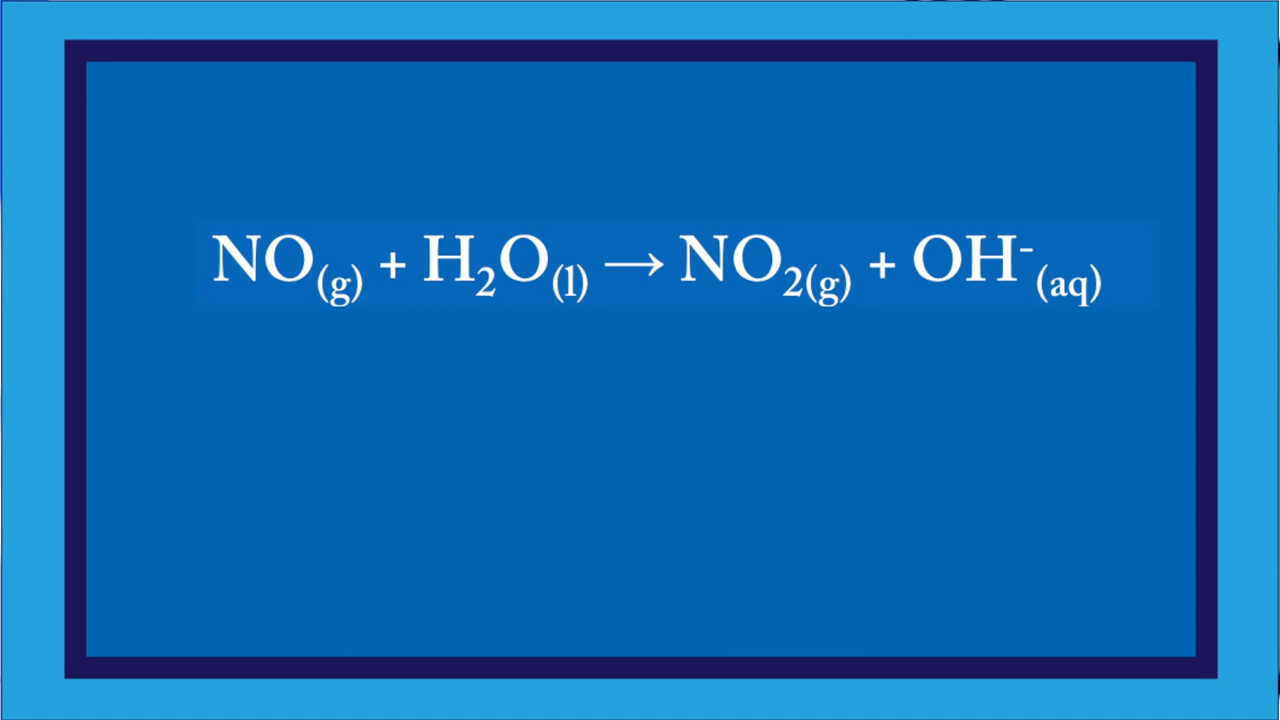 NO(g) + H₂O(l) → NO₂(g) + OH⁻(aq)